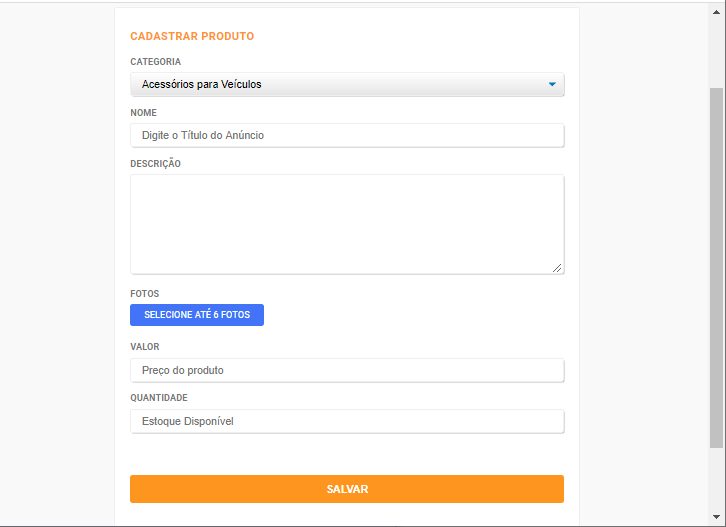 CADASTRAR PRODUTO
CATEGORIA
Acessórios para Veículos
NOME
Digite o Título do Anúncio
DESCRIÇÃO
FOTOS
SELECIONE ATÉ 6 FOTOS
VALOR
Preço do produto
QUANTIDADE
Estoque Disponível
SALVAR